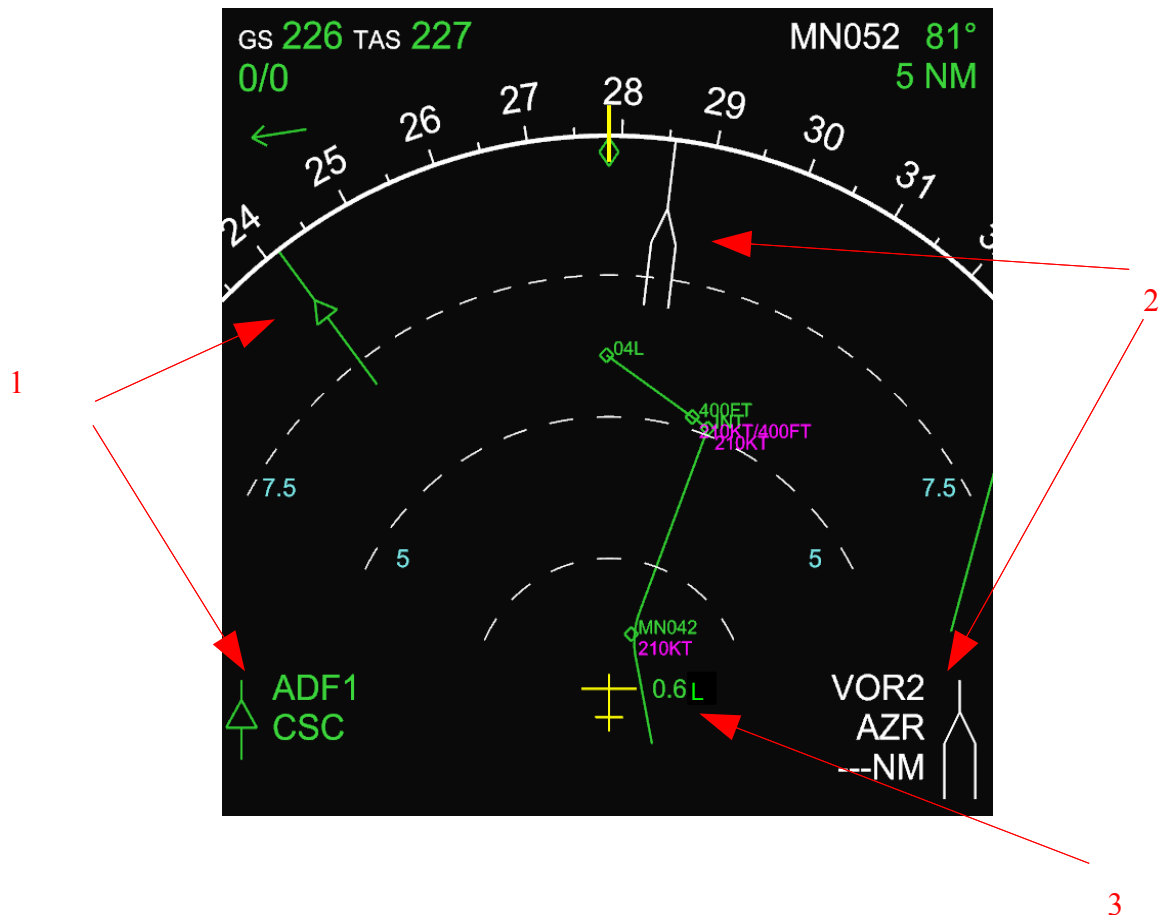 GS 226 TAS 227
MN052 81°
0/0
5 NM
24
25
26
27
28
29
30
31
1
2
04L
400FT
INT
210KT/400FT
210KT
7.5
7.5
5
5
MN042
210KT
0.6 L
ADF1
CSC
VOR2
AZR
---NM
3